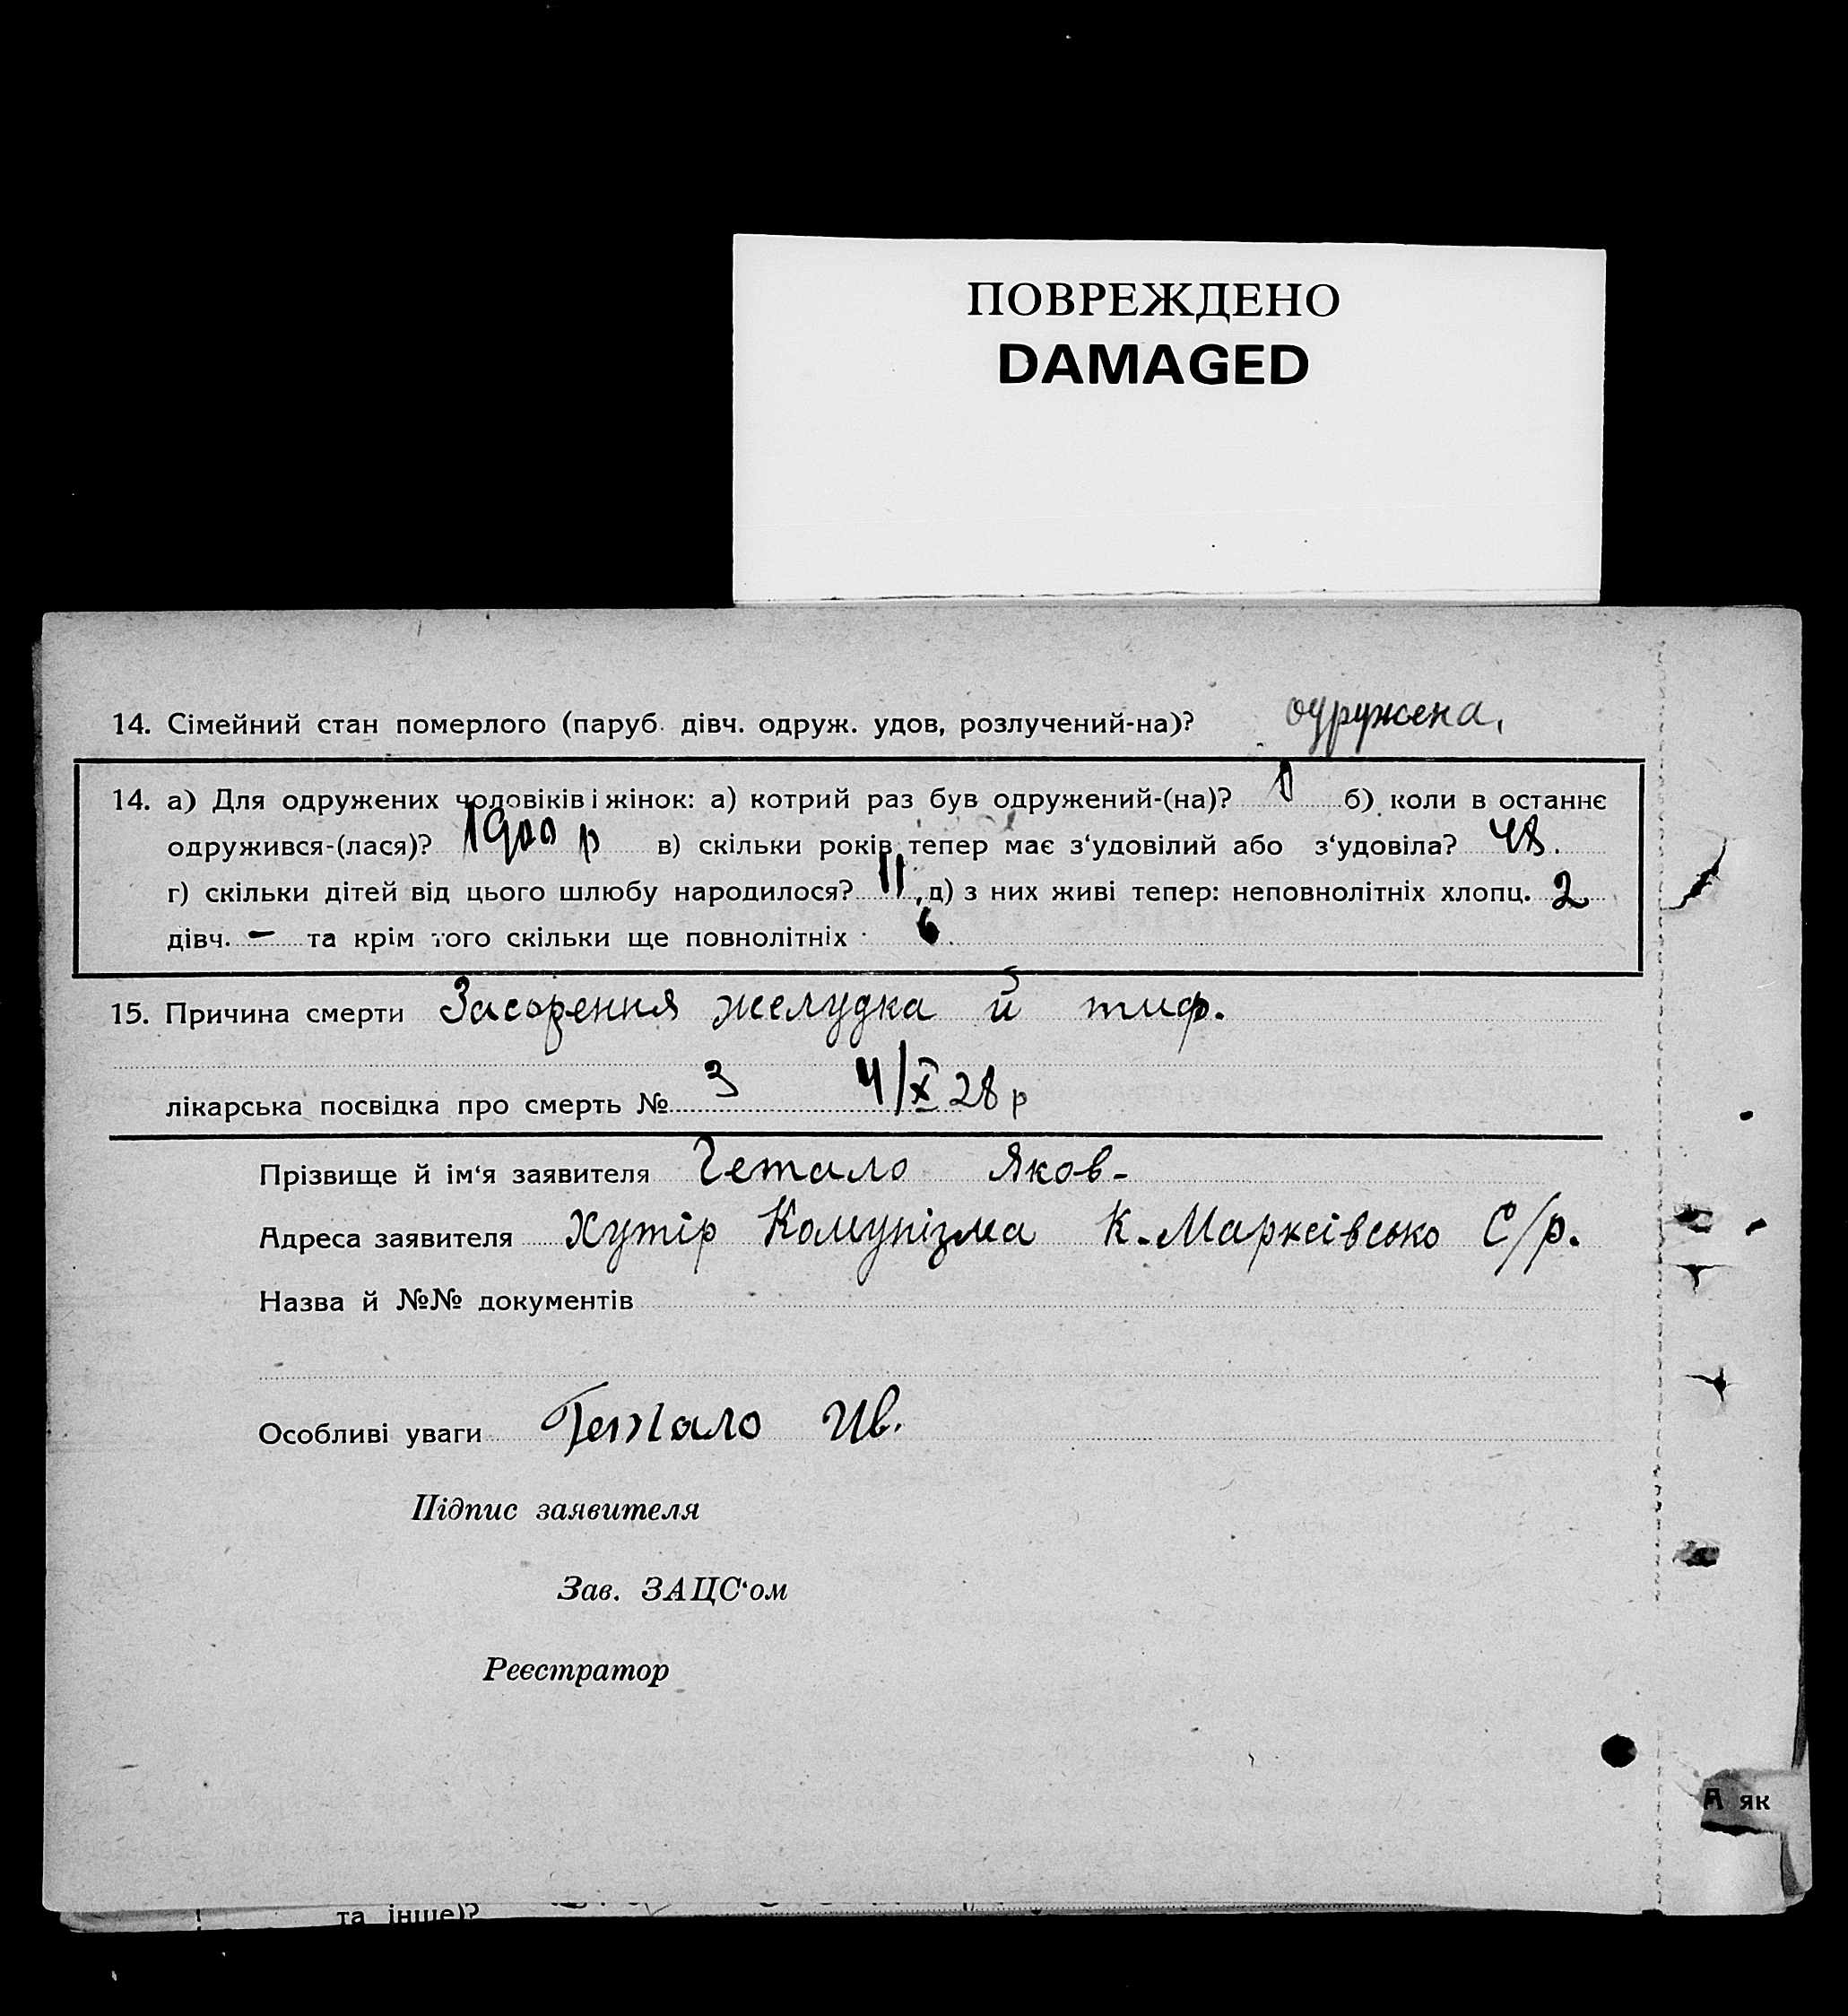 ПОВРЕЖДЕНО
DAMAGED
14. Сімейний стан померлого (паруб. дівч. одруж. удов, розлучений-на)? одружена,
14. а) Для одружених чоловіків і жінок: а) котрий раз був одружений-(на)? 1 б) коли в останнє
одружився-(лася)? 1900 р в) скільки років тепер має з‘удовілий або з‘удовіла? 48.
г) скільки дітей від цього шлюбу народилося? 11, д) з них живі тепер: неповнолітніх хлопц. 2
дівч. – та крім того скільки ще повнолітніх 6.
15. Причина смерти Засорення желудка й тиф.
лікарська посвідка про смерть № 3 4/X 28 р
Прізвище й ім‘я заявителя Гетало Яков-
Адреса заявителя Хутір Комунізма К. Марксівсько С/р.
Назва й №№ документів
Особливі уваги Гетало Ив.
Підпис заявителя
Зав. ЗАЦС‘ом
Реєстратор
А як
та інше)?